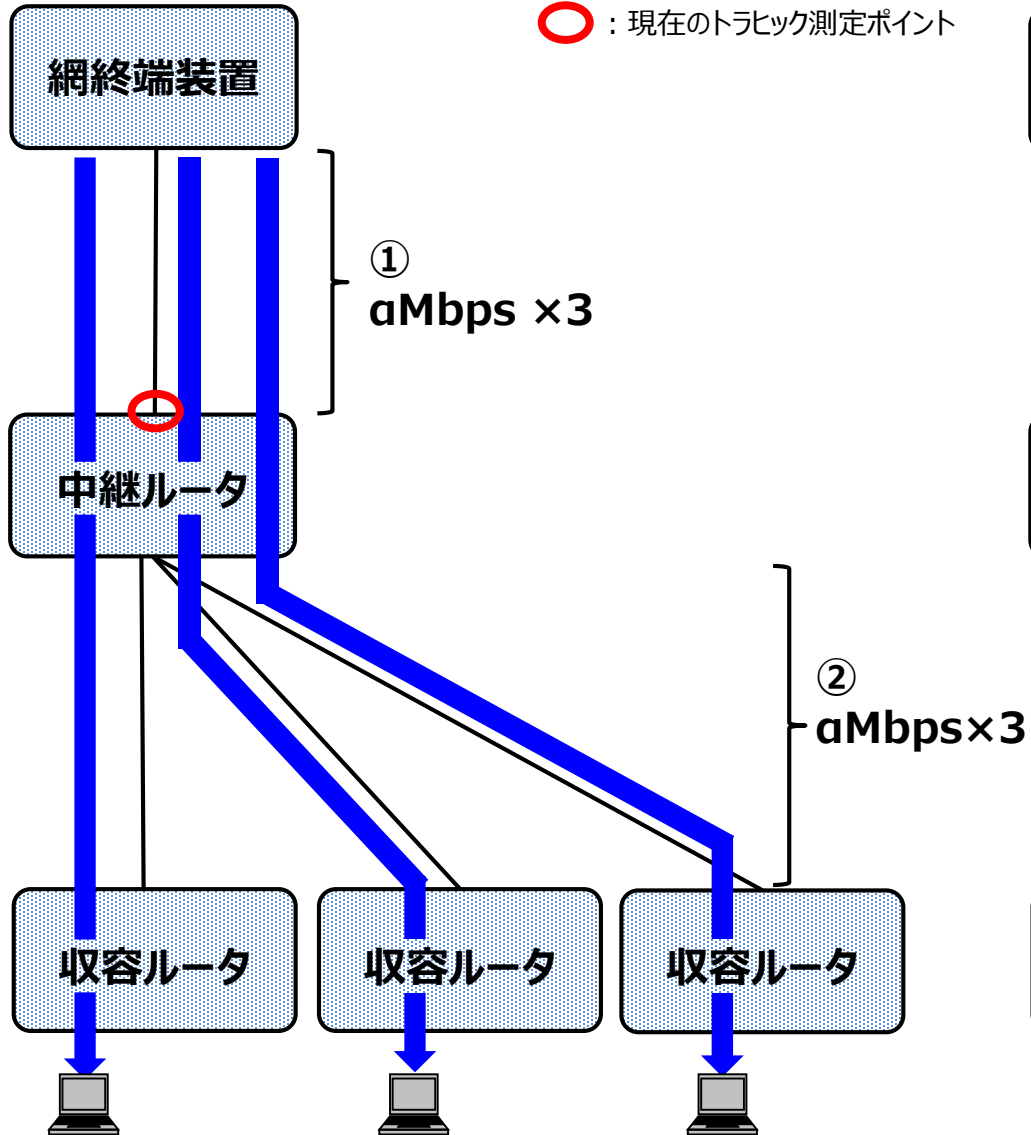 ：現在のトラヒック測定ポイント
網終端装置
①
αMbps ×3
中継ルータ
②
αMbps×3
収容ルータ
収容ルータ
収容ルータ